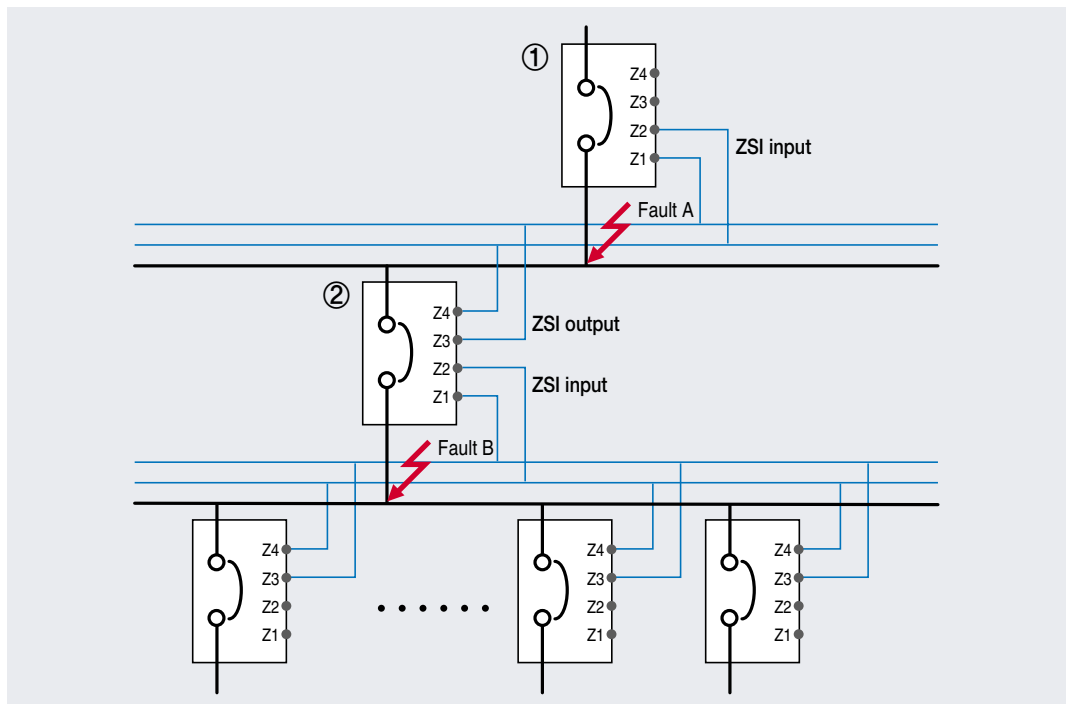 ①
Z4
Z3
Z2
Z1
ZSI input
Fault A
②
Z4
Z3
Z2
Z1
ZSI output
ZSI input
Fault B
Z4
Z3
Z2
Z1
Z4
Z3
Z2
Z1
Z4
Z3
Z2
Z1